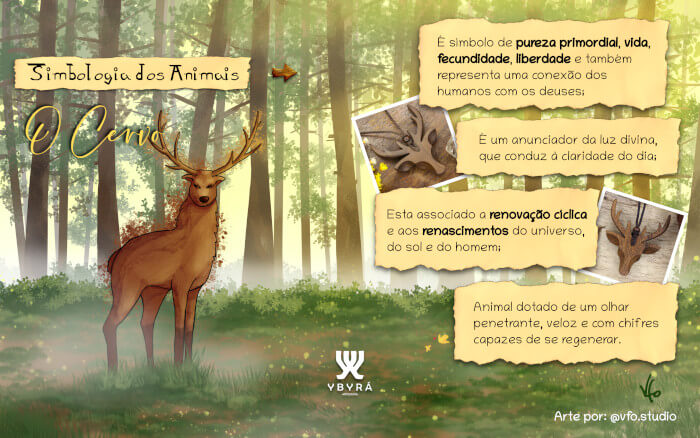 Simbologia dos Animais
O Cervo
É símbolo de pureza primordial, vida,
fecundidade, liberdade e também
representa uma conexão dos
humanos com os deuses;
É um anunciador da luz divina,
que conduz à claridade do dia;
Esta associado a renovação cíclica
e aos renascimentos do universo,
do sol e do homem;
Animal dotado de um olhar
penetrante, veloz e com chifres
capazes de se regenerar.
YBYRÁ
vfo
Arte por: @vfo.studio